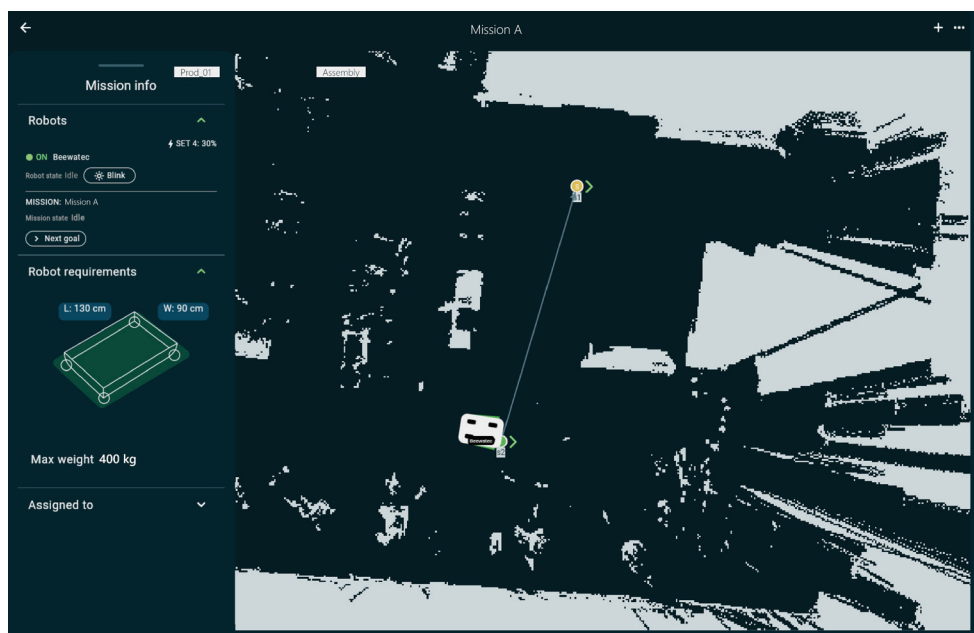 Mission A
Prod_01
Assembly
Mission info
Robots
SET 4: 30%
ON Beewatec
Robot state Idle
Blink
MISSION: Mission A
Mission state Idle
Next goal
Robot requirements
L: 130 cm
W: 90 cm
Max weight 400 kg
Assigned to
Beewatec